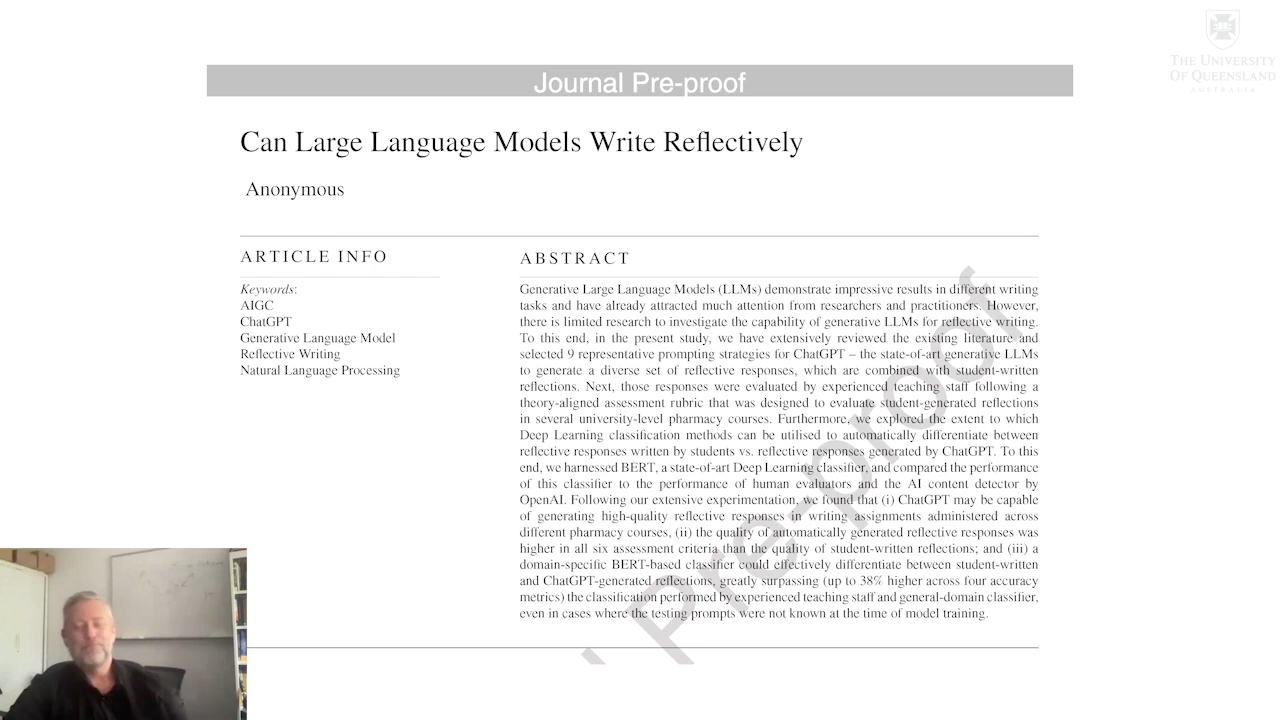 THE UNIVERSITY
OF QUEENSLAND
AUSTRALIA
Journal Pre-proof
Can Large Language Models Write Reflectively
Anonymous
ARTICLE INFO
Keywords:
AIGC
ChatGPT
Generative Language Model
Reflective Writing
Natural Language Processing
ABSTRACT
Generative Large Language Models (LLMs) demonstrate impressive results in different writing
tasks and have already attracted much attention from researchers and practitioners. However,
there is limited research to investigate the capability of generative LLMs for reflective writing.
To this end, in the present study, we have extensively reviewed the existing literature and
selected 9 representative prompting strategies for ChatGPT – the state-of-art generative LLMs
to generate a diverse set of reflective responses, which are combined with student-written
reflections. Next, those responses were evaluated by experienced teaching staff following a
theory-aligned assessment rubric that was designed to evaluate student-generated reflections
in several university-level pharmacy courses. Furthermore, we explored the extent to which
Deep Learning classification methods can be utilised to automatically differentiate between
reflective responses written by students vs. reflective responses generated by ChatGPT. To this
end, we harnessed BERT, a state-of-art Deep Learning classifier, and compared the performance
of this classifier to the performance of human evaluators and the AI content detector by
OpenAI. Following our extensive experimentation, we found that (i) ChatGPT may be capable
of generating high-quality reflective responses in writing assignments administered across
different pharmacy courses, (ii) the quality of automatically generated reflective responses was
higher in all six assessment criteria than the quality of student-written reflections; and (iii) a
domain-specific BERT-based classifier could effectively differentiate between student-written
and ChatGPT-generated reflections, greatly surpassing (up to 38% higher across four accuracy
metrics) the classification performed by experienced teaching staff and general-domain classifier,
even in cases where the testing prompts were not known at the time of model training.
Pre-proof